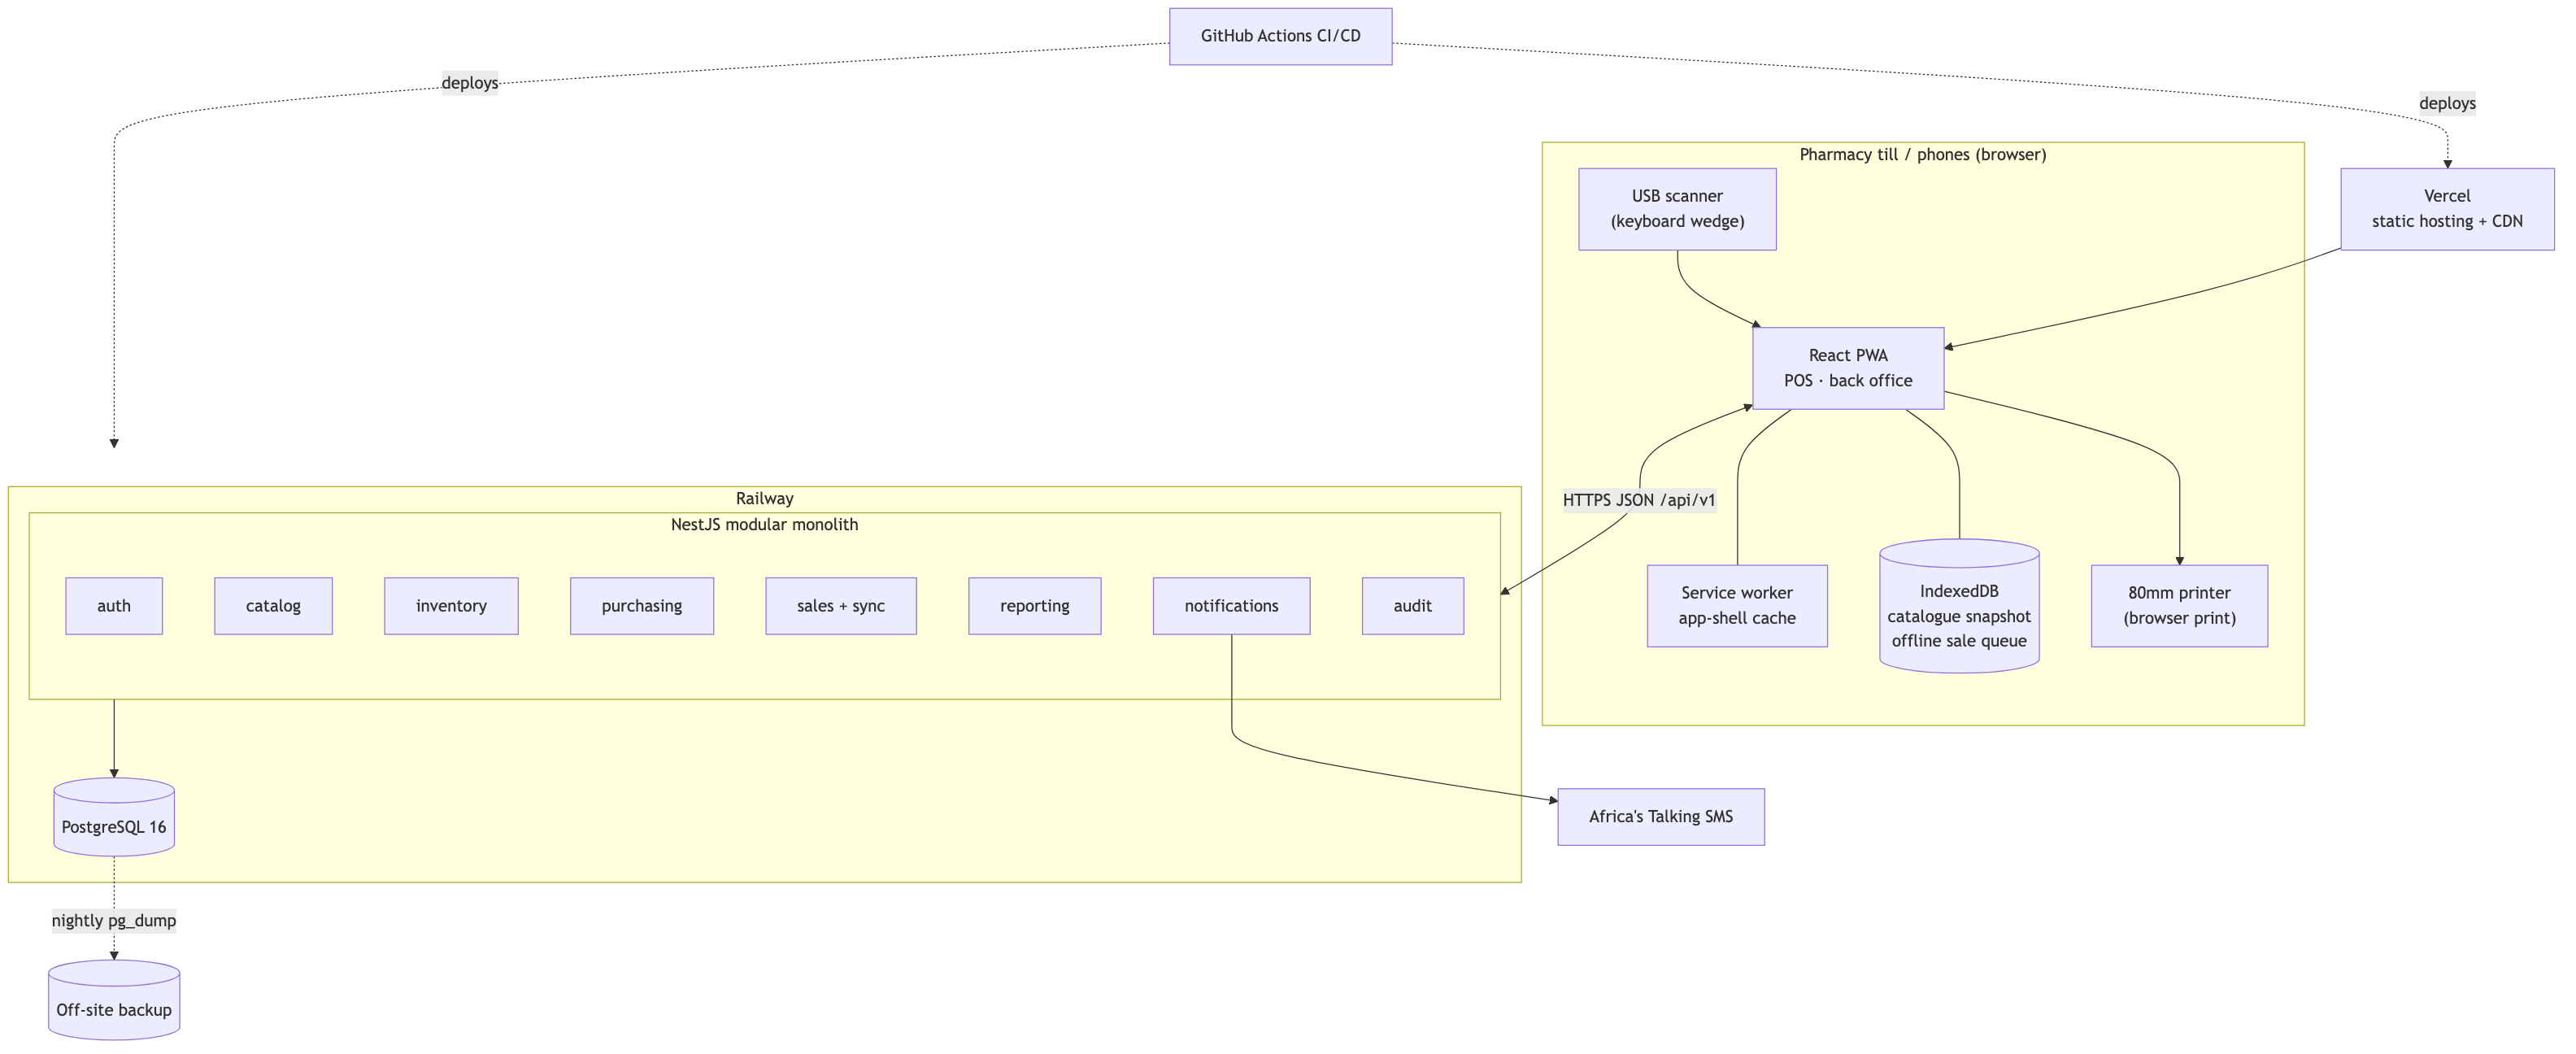 GitHub Actions CI/CD
deploys
deploys
Pharmacy till / phones (browser)
USB scanner
(keyboard wedge)
Vercel
static hosting + CDN
React PWA
POS · back office
HTTPS JSON /api/v1
Railway
NestJS modular monolith
auth
catalog
inventory
purchasing
sales + sync
reporting
notifications
audit
Service worker
app-shell cache
IndexedDB
catalogue snapshot
offline sale queue
80mm printer
(browser print)
PostgreSQL 16
Africa's Talking SMS
nightly pg_dump
Off-site backup